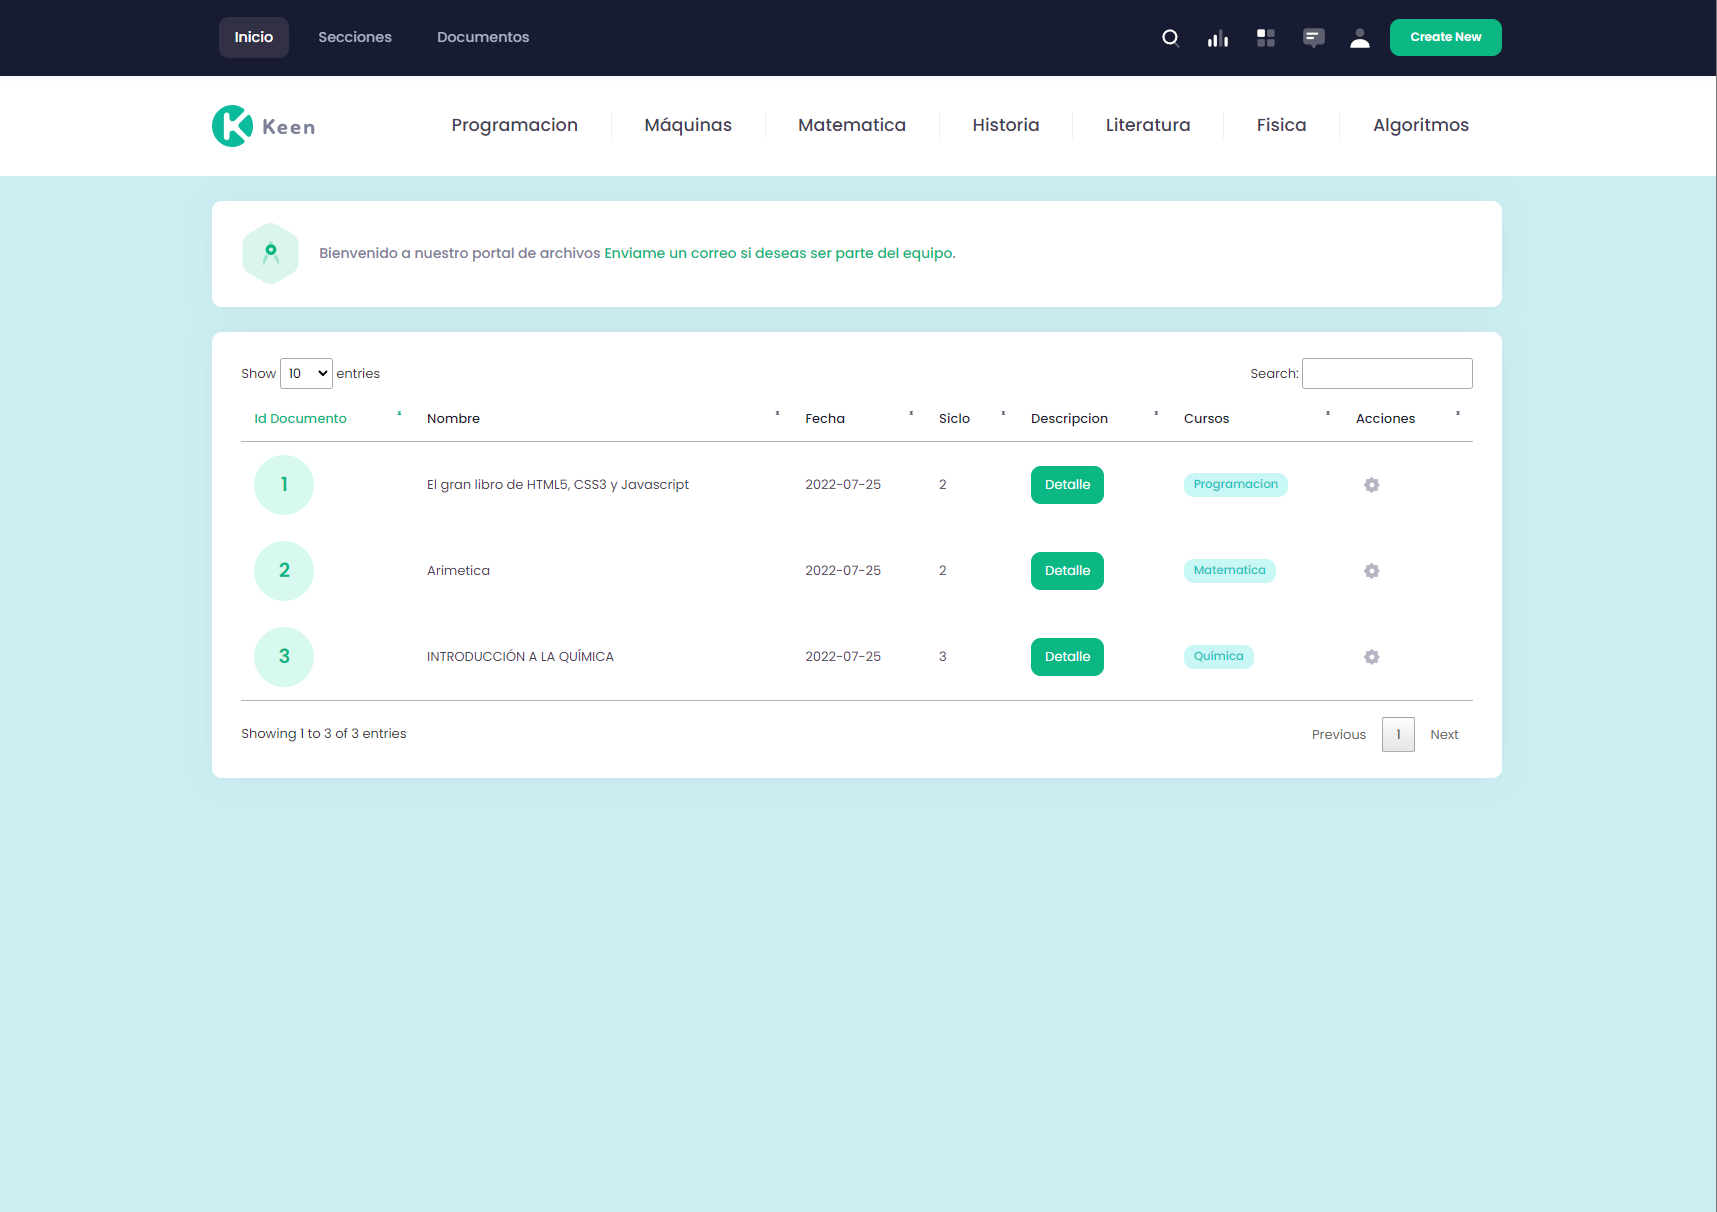 Inicio Secciones Documentos Create New
Keen Programacion Máquinas Matematica Historia Literatura Fisica Algoritmos
Bienvenido a nuestro portal de archivos Enviame un correo si deseas ser parte del equipo.
Show 10 entries Search:
Id Documento Nombre Fecha Siclo Descripcion Cursos Acciones
1 El gran libro de HTML5, CSS3 y Javascript 2022-07-25 2 Detalle Programacion
2 Arimetica 2022-07-25 2 Detalle Matematica
3 INTRODUCCIÓN A LA QUÍMICA 2022-07-25 3 Detalle Química
Showing 1 to 3 of 3 entries Previous 1 Next